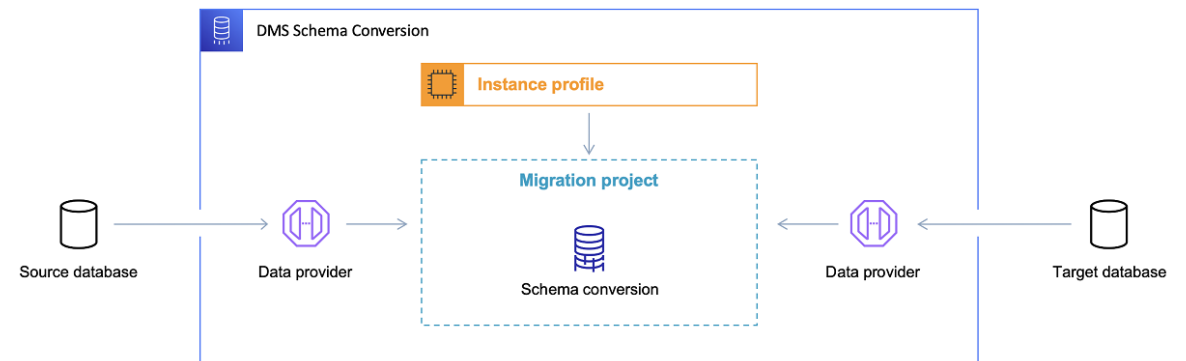 DMS Schema Conversion
Instance profile
Migration project
Schema conversion
Source database
Data provider
Data provider
Target database